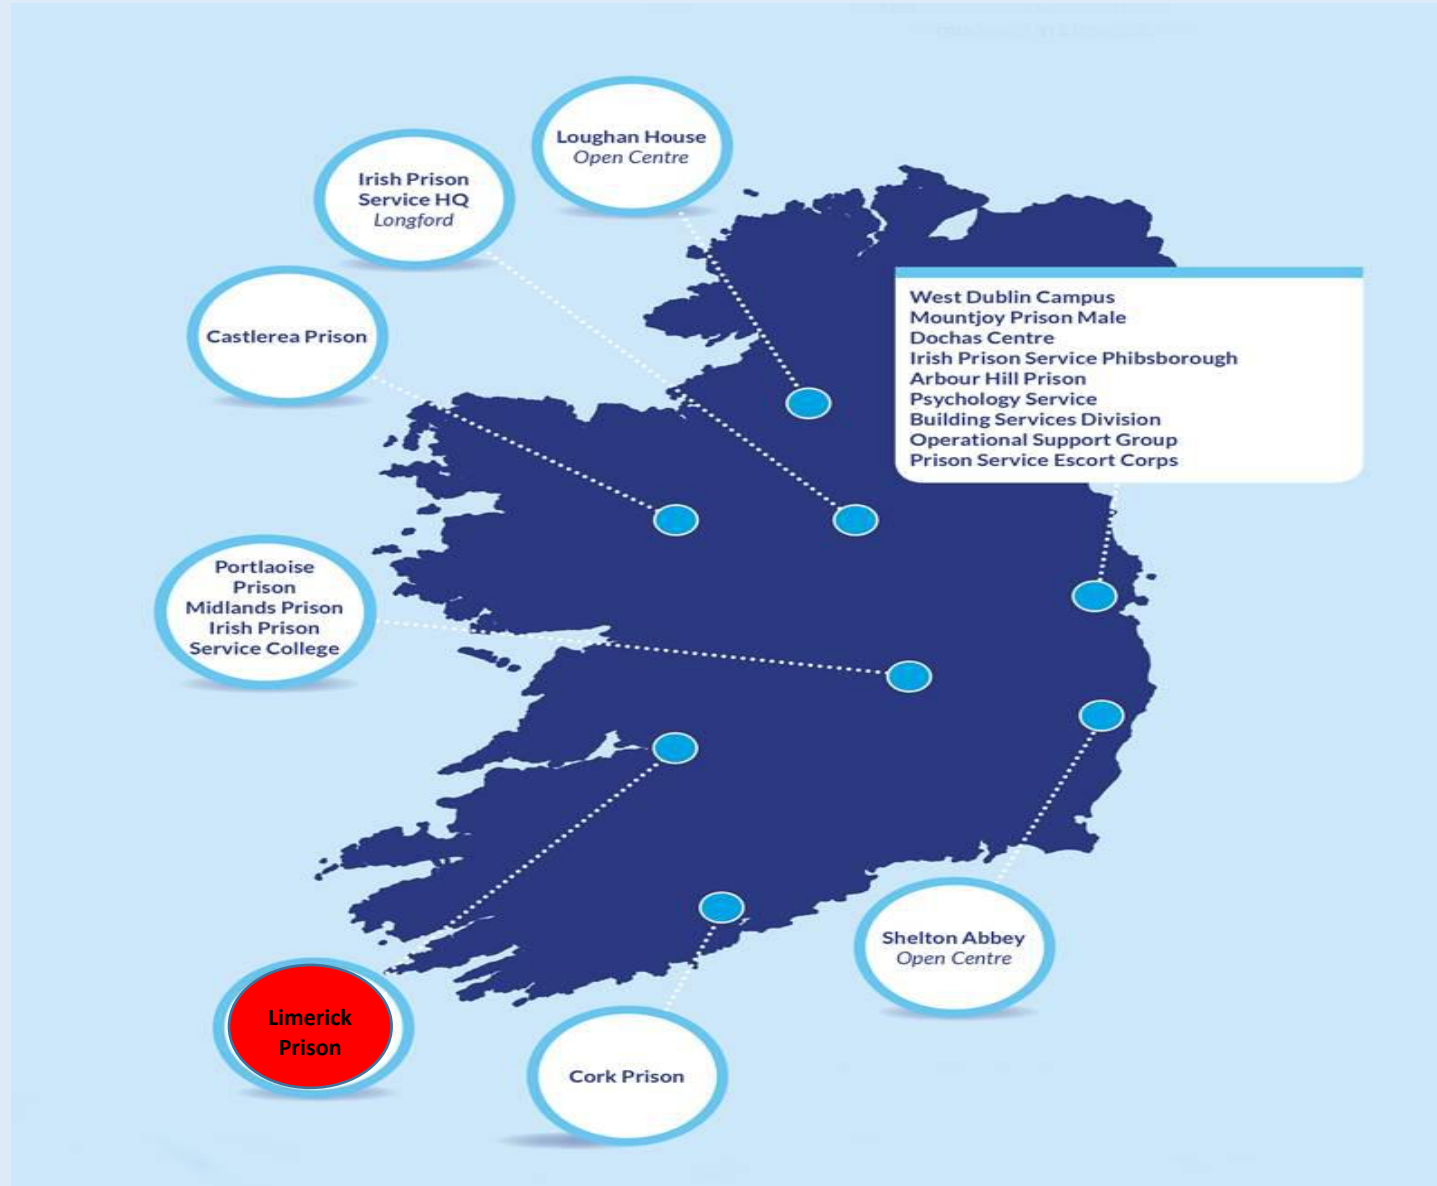 Loughan House
Open Centre
Irish Prison
Service HQ
Longford
Castlerea Prison
West Dublin Campus
Mountjoy Prison Male
Dochas Centre
Irish Prison Service Phibsborough
Arbour Hill Prison
Psychology Service
Building Services Division
Operational Support Group
Prison Service Escort Corps
Portlaoise
Prison
Midlands Prison
Irish Prison
Service College
Shelton Abbey
Open Centre
Limerick
Prison
Cork Prison